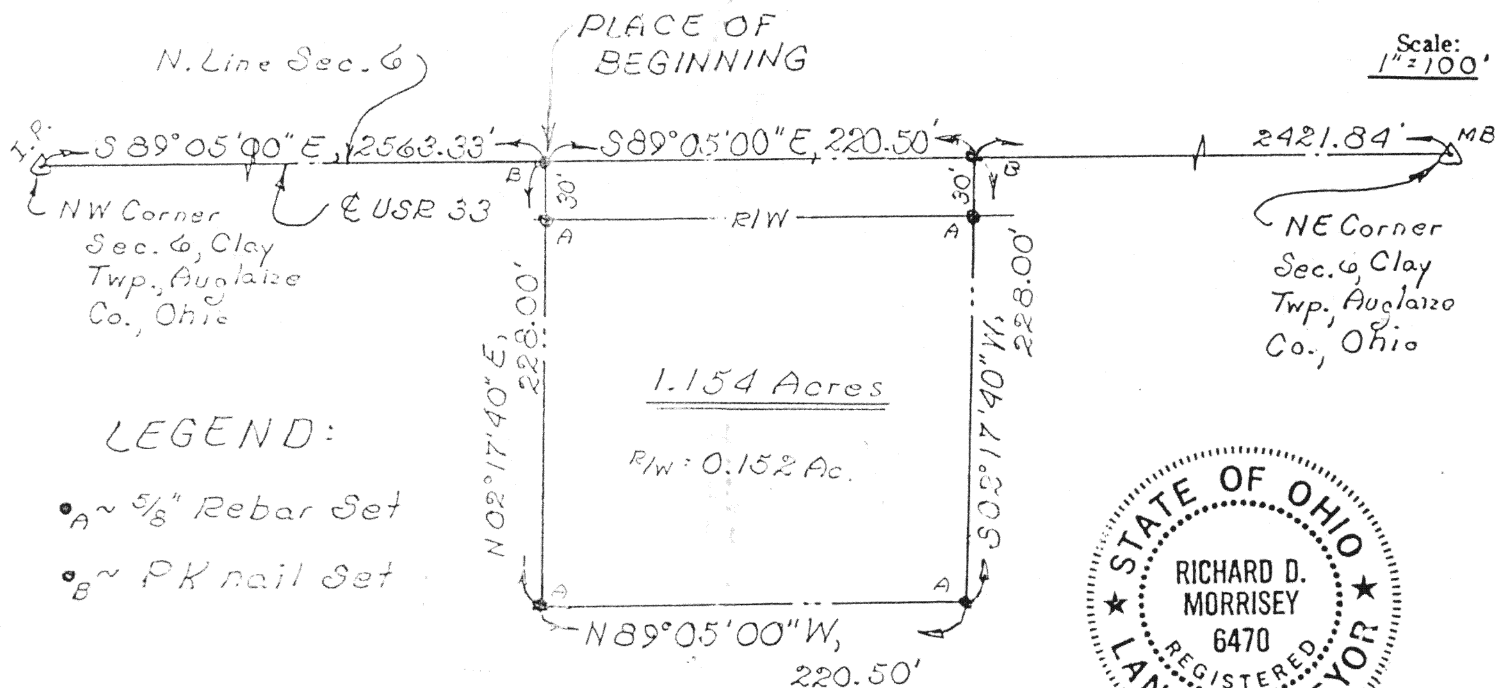 PLACE OF
BEGINNING
N. Line Sec. 6
Scale:
1"=100'
I.P.
S 89° 05' 00" E, 2563.33'
S 89° 05' 00" E, 220.50'
2421.84'
MB
B
30'
30'
B
NW Corner
Sec. 6, Clay
Twp., Auglaize
Co., Ohio
℄ USR 33
A
R/W
A
NE Corner
Sec. 6, Clay
Twp., Auglaize
Co., Ohio
N 02° 17' 40" E,
228.00'
S 02° 17' 40" W,
228.00'
1.154 Acres
R/W = 0.152 Ac.
LEGEND:
•A ~ 5/8" Rebar Set
•B ~ PK nail Set
A
A
N 89° 05' 00" W,
220.50'
STATE OF OHIO
RICHARD D.
MORRISEY
6470
REGISTERED